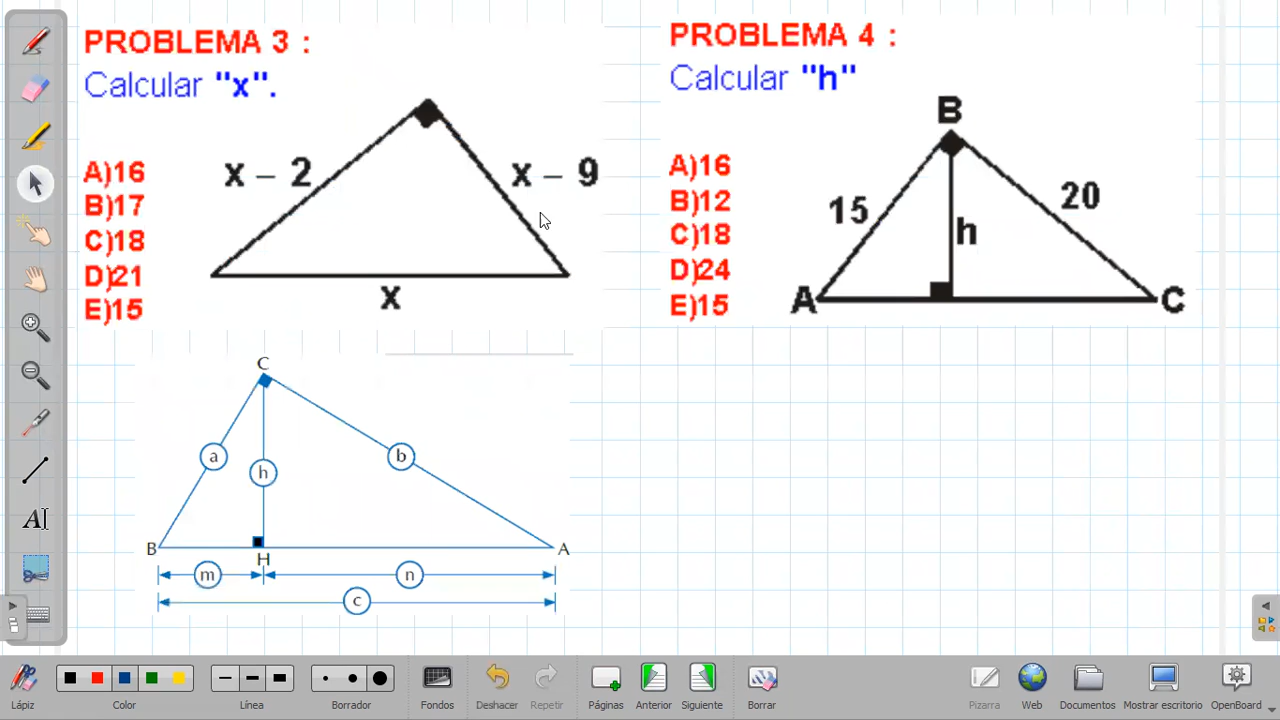 PROBLEMA 3 :
Calcular "x".
A)16
B)17
C)18
D)21
E)15
x – 2
x – 9
x
PROBLEMA 4 :
Calcular "h"
A)16
B)12
C)18
D)24
E)15
B
15
20
h
A
C
C
a
h
b
B
H
A
m
n
c
Lápiz
Color
Línea
Borrador
Fondos
Deshacer
Repetir
Páginas
Anterior
Siguiente
Borrar
Pizarra
Web
Documentos
Mostrar escritorio
OpenBoard